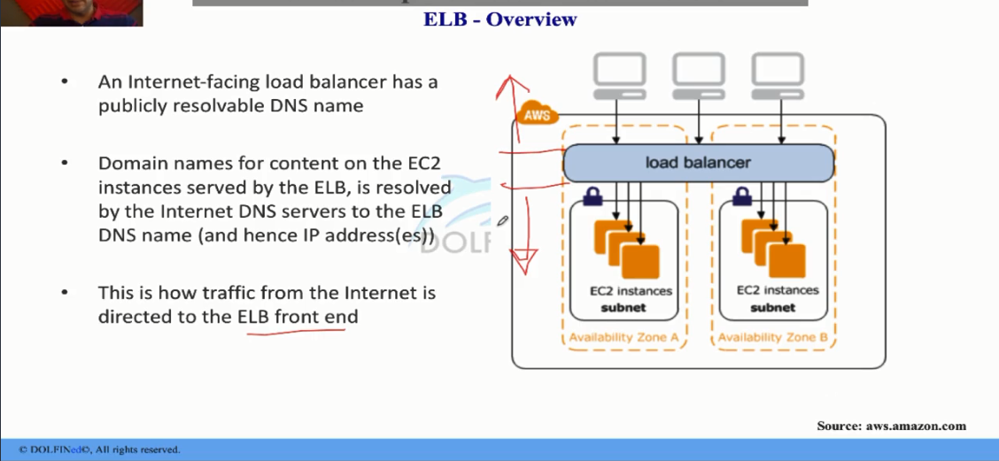 ELB - Overview
• An Internet-facing load balancer has a
publicly resolvable DNS name
• Domain names for content on the EC2
instances served by the ELB, is resolved
by the Internet DNS servers to the ELB
DNS name (and hence IP address(es))
• This is how traffic from the Internet is
directed to the ELB front end
DOLF
AWS
load balancer
EC2 instances
subnet
Availability Zone A
EC2 instances
subnet
Availability Zone B
Source: aws.amazon.com
© DOLFINed©, All rights reserved.